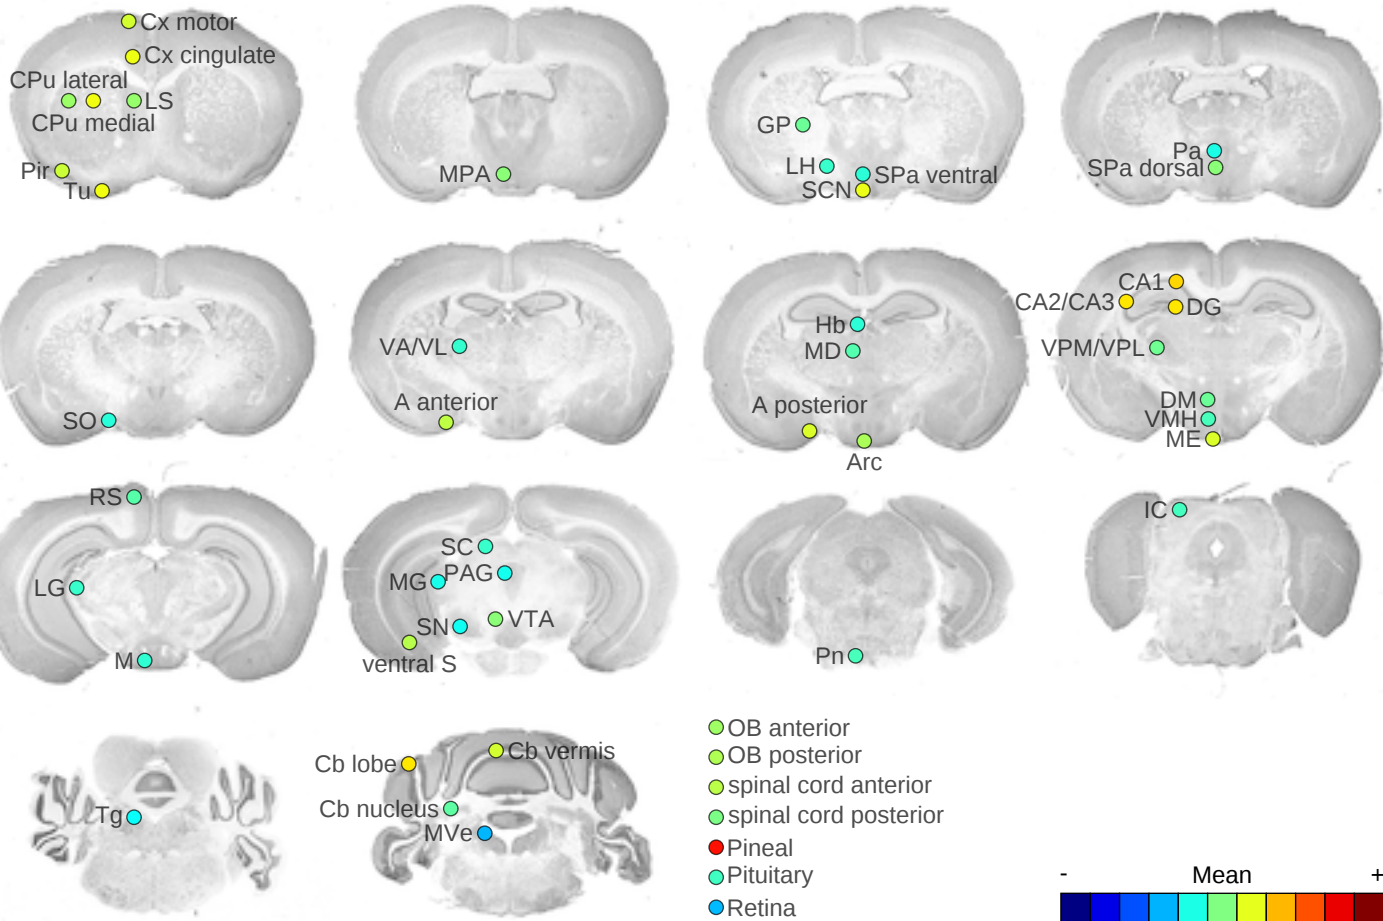 Cx motor
Cx cingulate
CPu lateral
LS
CPu medial
Pir
Tu
MPA
GP
LH
SPa ventral
SCN
Pa
SPa dorsal
SO
VA/VL
A anterior
Hb
MD
A posterior
Arc
CA1
CA2/CA3
DG
VPM/VPL
DM
VMH
ME
RS
LG
M
SC
PAG
MG
VTA
SN
ventral S
Pn
IC
Tg
Cb vermis
Cb lobe
Cb nucleus
MVe
OB anterior
OB posterior
spinal cord anterior
spinal cord posterior
Pineal
Pituitary
Retina
- Mean +